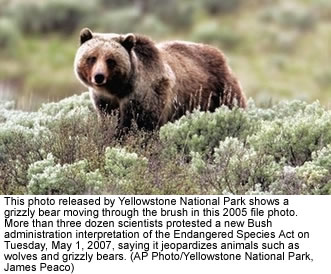 This photo released by Yellowstone National Park shows a
grizzly bear moving through the brush in this 2005 file photo.
More than three dozen scientists protested a new Bush
administration interpretation of the Endangered Species Act on
Tuesday, May 1, 2007, saying it jeopardizes animals such as
wolves and grizzly bears. (AP Photo/Yellowstone National Park,
James Peaco)